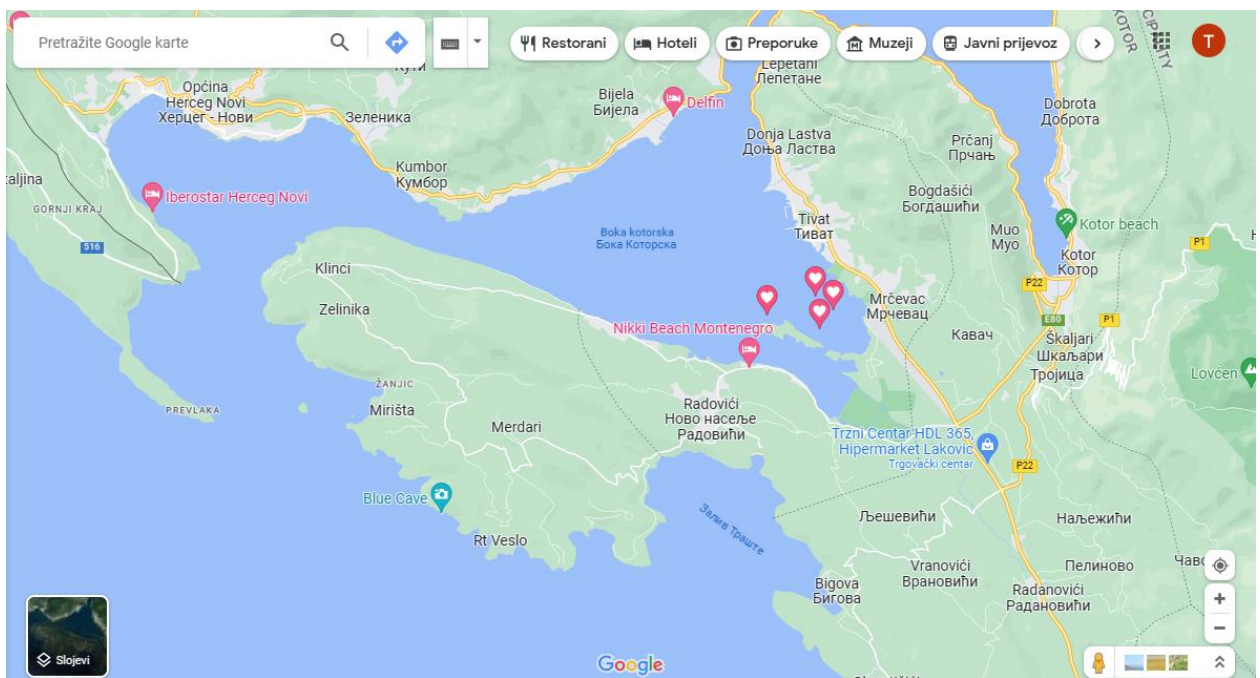 Pretražite Google karte
Restorani
Hoteli
Preporuke
Muzeji
Javni prijevoz
T
KOTOR
Кути
Lepetani
Лепетане
Općina
Herceg Novi
Херцег - Нови
Зеленика
Bijela
Бијела
Delfin
Dobrota
Доброта
Donja Lastva
Доња Ластва
Prčanj
Прчањ
Kumbor
Кумбор
Iberostar Herceg Novi
GORNJI KRAJ
516
Bogdašići
Богдашићи
Tivat
Тиват
Muo
Муо
Kotor beach
P1
Kotor
Котор
Boka kotorska
Бока Которска
Klinci
Zelinika
P22
Mrčevac
Мрчевац
E80
P1
Nikki Beach Montenegro
Кавач
Škaljari
Шкаљари
Тројица
Lovćen
ŽANJIC
Mirišta
PREVLAKA
Merdari
Radovići
Ново насеље
Радовићи
Trzni Centar HDL 365,
Hipermarket Lakovic
Trgovački centar
P22
Blue Cave
Rt Veslo
Залив Траште
Љешевићи
Наљежићи
Vranovići
Врановићи
Пелиново
Bigova
Бигова
Radanovići
Радановићи
Slojevi
Google